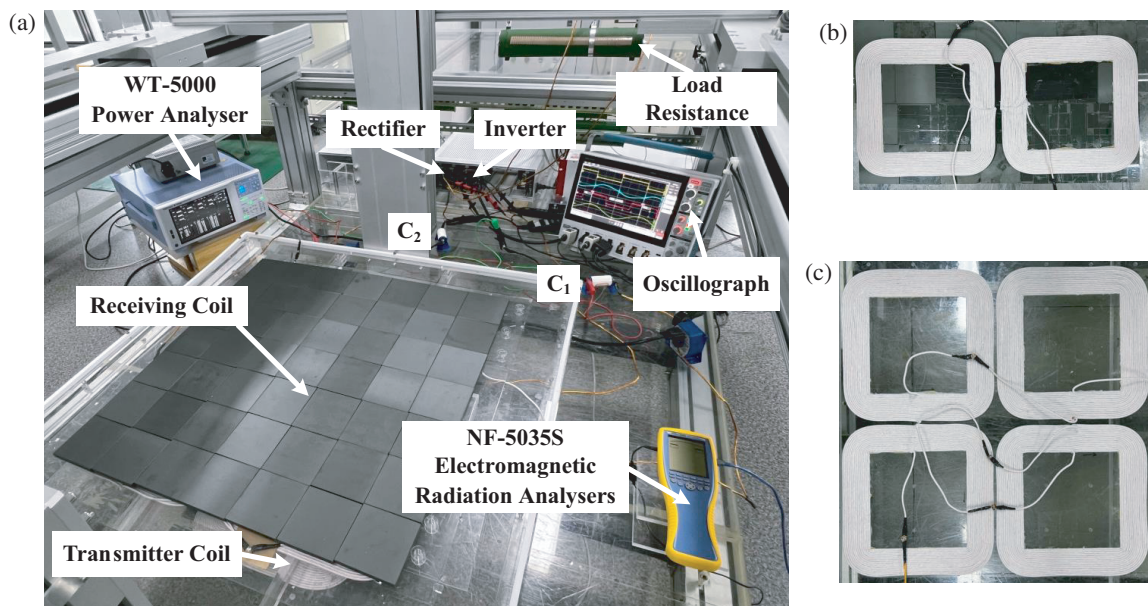 (a)
WT-5000
Power Analyser
Rectifier
Inverter
Load
Resistance
C₂
C₁
Oscillograph
Receiving Coil
NF-5035S
Electromagnetic
Radiation Analysers
Transmitter Coil
(b)
(c)